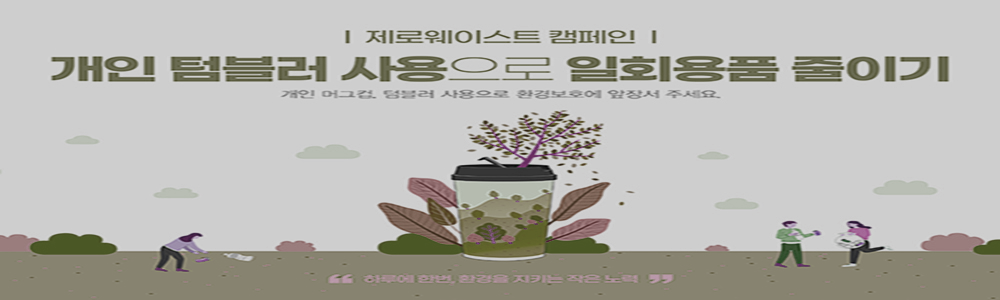 | 제로웨이스트 캠페인 |
개인 텀블러 사용으로 일회용품 줄이기
개인 머그컵, 텀블러 사용으로 환경보호에 앞장서 주세요.
❝ 하루에 한번, 환경을 지키는 작은 노력 ❞